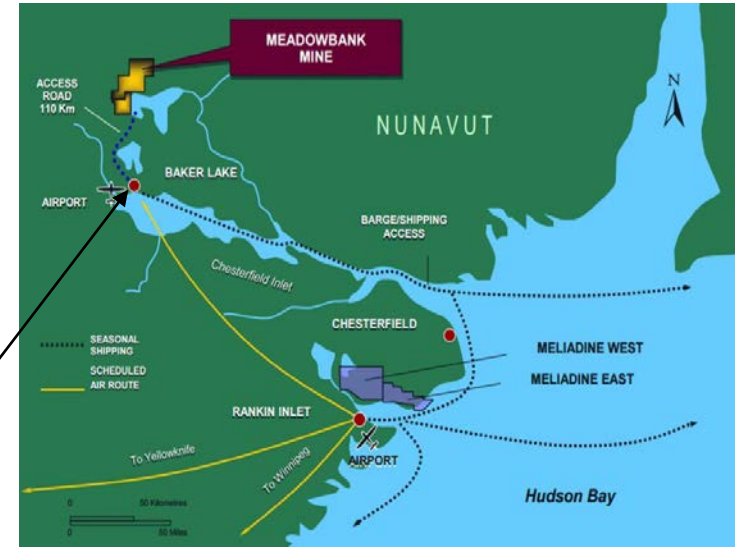 MEADOWBANK
MINE
ACCESS
ROAD
110 Km
N
NUNAVUT
BAKER LAKE
AIRPORT
BARGE/SHIPPING
ACCESS
Chesterfield Inlet
CHESTERFIELD
SEASONAL
SHIPPING
SCHEDULED
AIR ROUTE
MELIADINE WEST
MELIADINE EAST
RANKIN INLET
AIRPORT
To Yellowknife
To Winnipeg
Hudson Bay
0 50 Kilometres
0 50 Miles